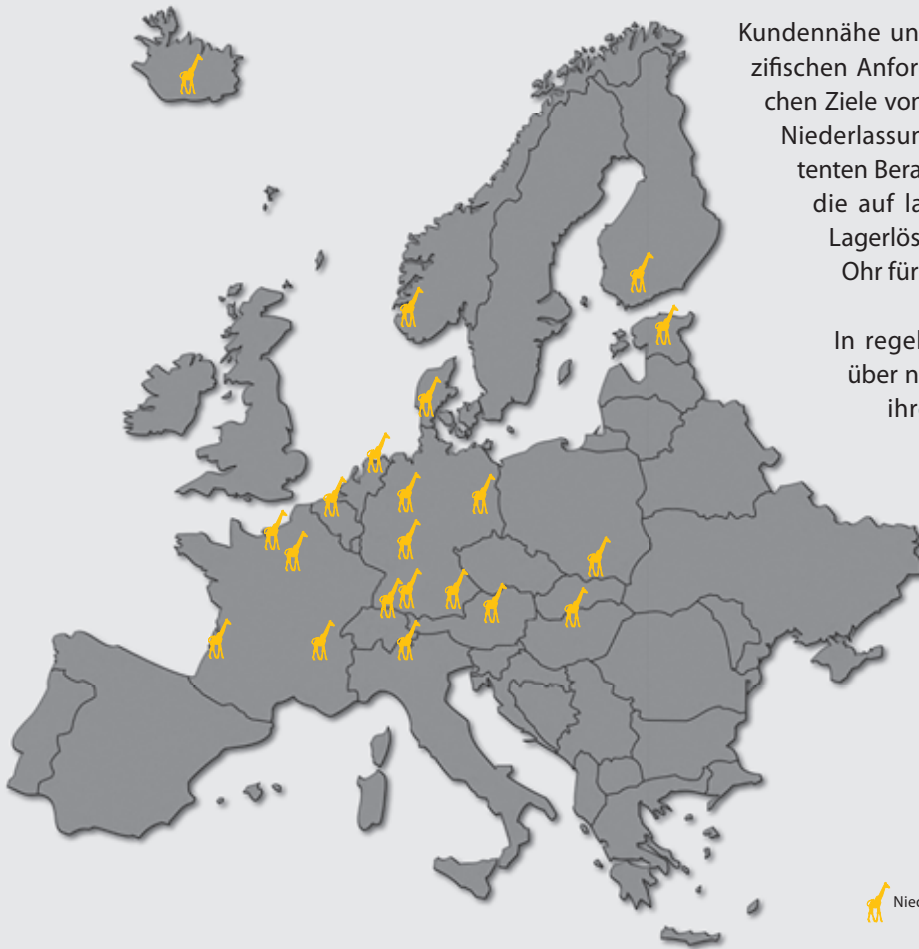 Kundennähe un
zifischen Anfor
chen Ziele vor
Niederlassur
tenten Bera
die auf la
Lagerlös
Ohr für
In regel
über n
ihr
Nied